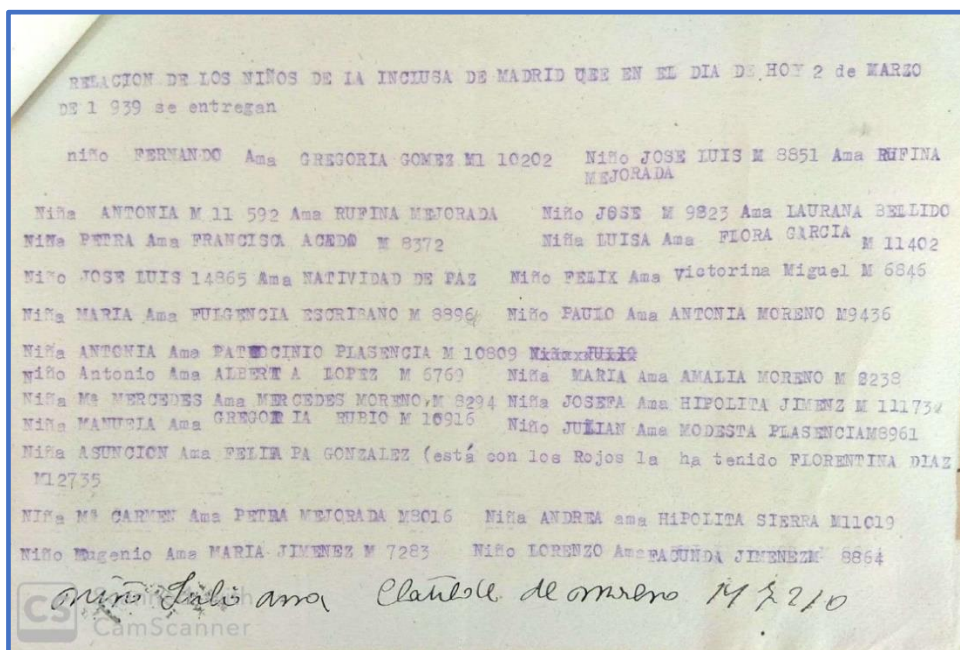 RELACION DE LOS NIÑOS DE LA INCLUSA DE MADRID QEE EN EL DIA DE HOY 2 de MARZO
DE 1 939 se entregan
niño FERNANDO Ama GREGORIA GOMEZ M1 10202 Niño JOSE LUIS M 8851 Ama RUFINA
MEJORADA
Niña ANTONIA M 11 592 Ama RUFINA MEJORADA Niño JOSE M 9823 Ama LAURANA BELLIDO
Niña PETRA Ama FRANCISCA ACEDO M 8372 Niña LUISA Ama FLORA GARCIA M 11402
Niño JOSE LUIS 14865 Ama NATIVIDAD DE PAZ Niño FELIX Ama victorina Miguel M 6846
Niña MARIA Ama FULGENCIA ESCRIBANO M 8896 Niño PAULO Ama ANTONIA MORENO M9436
Niña ANTONIA Ama PATROCINIO PLASENCIA M 10809
Niño Antonio Ama ALBERT A LOPEZ M 6769 Niña MARIA Ama AMALIA MORENO M 8238
Niña Mª MERCEDES Ama MERCEDES MORENO, M 8294 Niña JOSEFA Ama HIPOLITA JIMENZ M 11173
Niña MANUELA Ama GREGORIA RUBIO M 10916 Niño JULIAN Ama MODESTA PLASENCIAM8961
Niña ASUNCION Ama FELIPA GONZALEZ (está con los Rojos la ha tenido FLORENTINA DIAZ
M12735
NIña Mª CARMEN Ama PETRA MEJORADA M8016 Niña ANDREA ama HiPOLITA SIERRA M11019
Niño Eugenio Ama MARIA JIMENEZ M 7283 Niño LORENZO Ama FACUNDA JIMENEZM 8864
niño Julio ama Clotilde de moreno M 7210
CS CamScanner